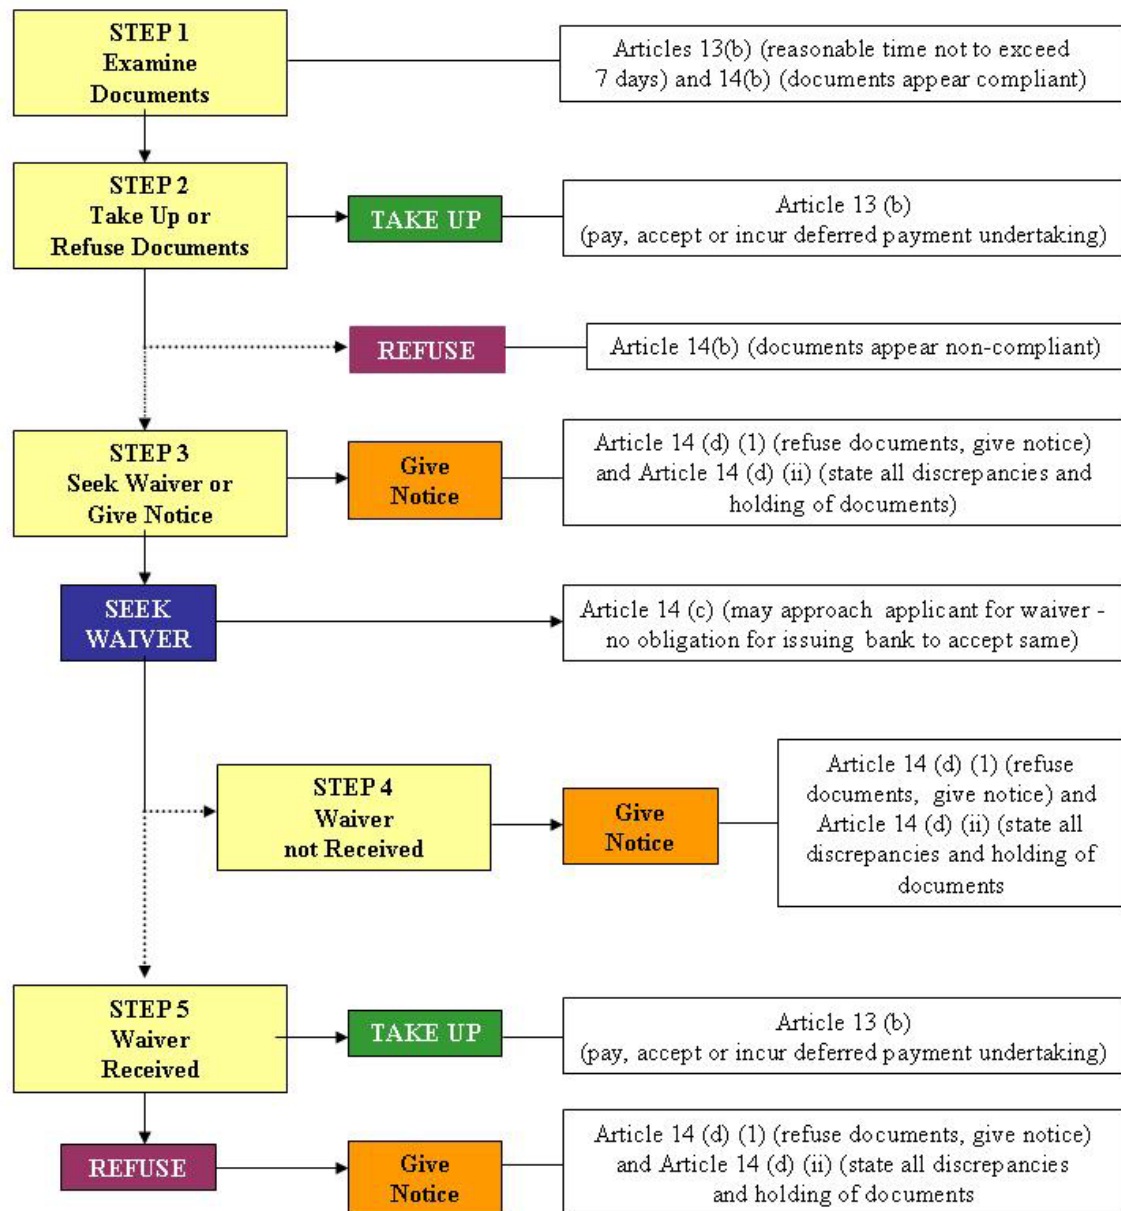 STEP 1
Examine
Documents
Articles 13(b) (reasonable time not to exceed
7 days) and 14(b) (documents appear compliant)
STEP 2
Take Up or
Refuse Documents
TAKE UP
Article 13 (b)
(pay, accept or incur deferred payment undertaking)
REFUSE
Article 14(b) (documents appear non-compliant)
STEP 3
Seek Waiver or
Give Notice
Give
Notice
Article 14 (d) (1) (refuse documents, give notice)
and Article 14 (d) (ii) (state all discrepancies and
holding of documents)
SEEK
WAIVER
Article 14 (c) (may approach applicant for waiver -
no obligation for issuing bank to accept same)
STEP 4
Waiver
not Received
Give
Notice
Article 14 (d) (1) (refuse
documents, give notice) and
Article 14 (d) (ii) (state all
discrepancies and holding of
documents
STEP 5
Waiver
Received
TAKE UP
Article 13 (b)
(pay, accept or incur deferred payment undertaking)
REFUSE
Give
Notice
Article 14 (d) (1) (refuse documents, give notice)
and Article 14 (d) (ii) (state all discrepancies
and holding of documents